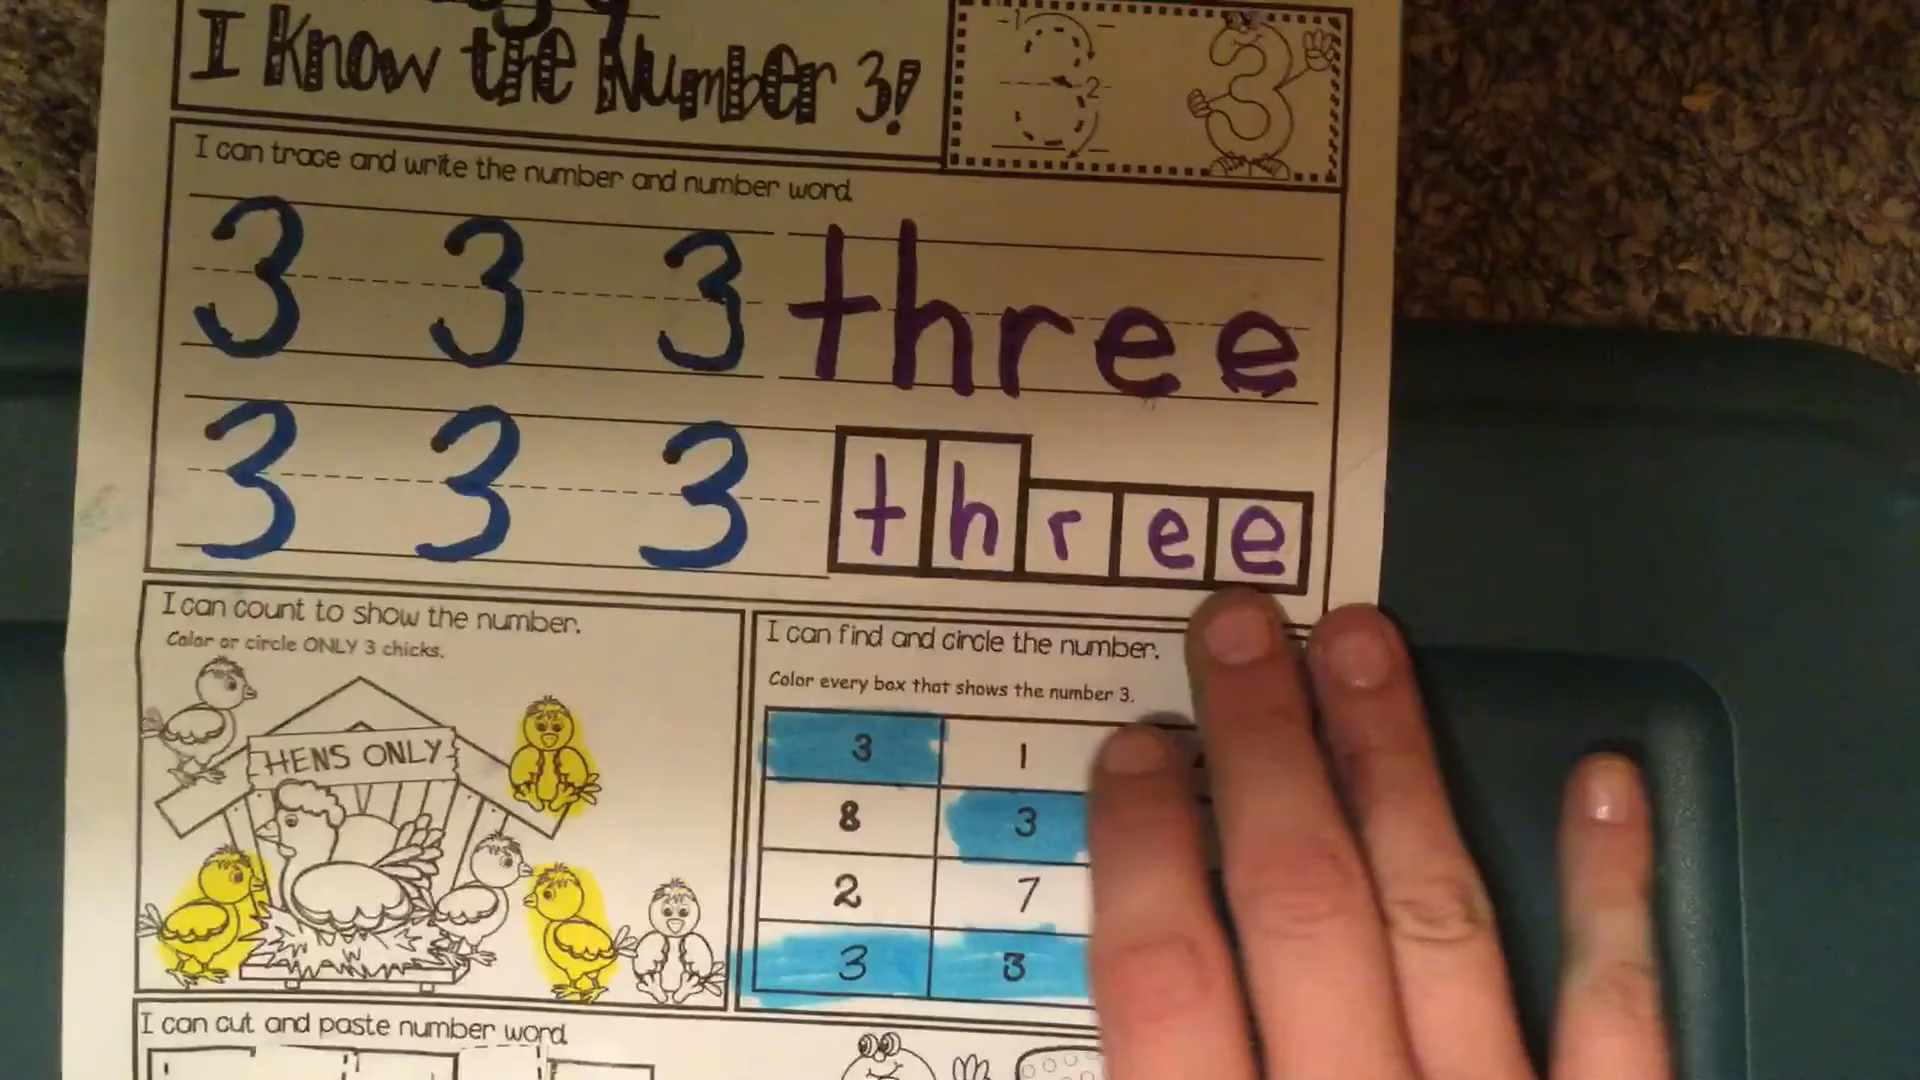 I Know the Number 3!
1
2
3
I can trace and write the number and number word.
3 3 3 three
3 3 3 three
I can count to show the number.
Color or circle ONLY 3 chicks.
HENS ONLY
I can find and circle the number.
Color every box that shows the number 3.
3 1
8 3
2 7
3 3
I can cut and paste number word